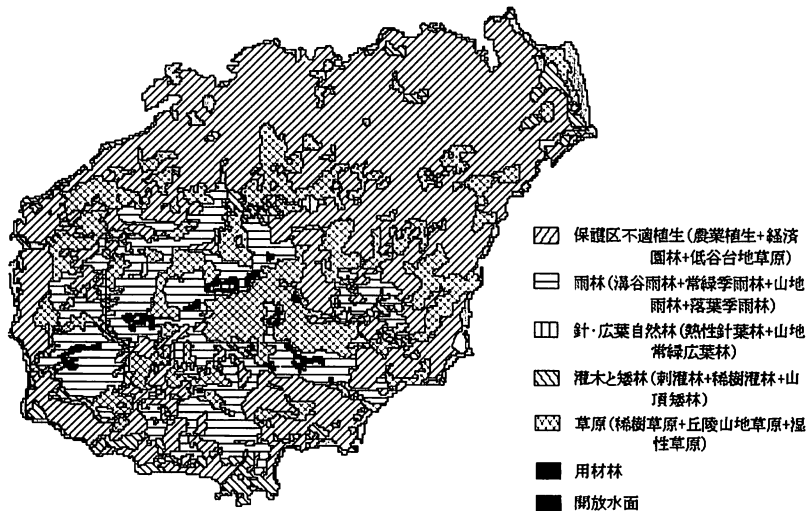 保護区不適植生(農業植生+経済
園林+低谷台地草原)
雨林(溝谷雨林+常緑季雨林+山地
雨林+落葉季雨林)
針・広葉自然林(熱性針葉林+山地
常緑広葉林)
灌木と矮林(刺灌林+稀樹灌林+山
頂矮林)
草原(稀樹草原+丘陵山地草原+湿
性草原)
用材林
開放水面